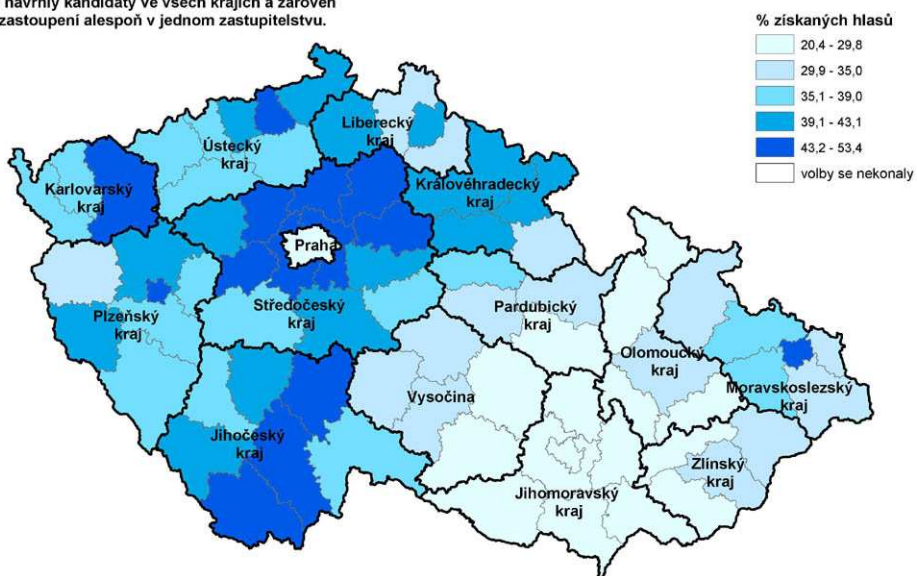 navrhly kandidáty ve všech krajích a zároveň
zastoupení alespoň v jednom zastupitelstvu.
% získaných hlasů
20,4 - 29,8
29,9 - 35,0
35,1 - 39,0
39,1 - 43,1
43,2 - 53,4
volby se nekonaly
Liberecký
kraj
Ústecký
kraj
Karlovarský
kraj
Královéhradecký
kraj
Praha
Středočeský
kraj
Plzeňský
kraj
Pardubický
kraj
Olomoucký
kraj
Moravskoslezský
kraj
Vysočina
Jihočeský
kraj
Zlínský
kraj
Jihomoravský
kraj